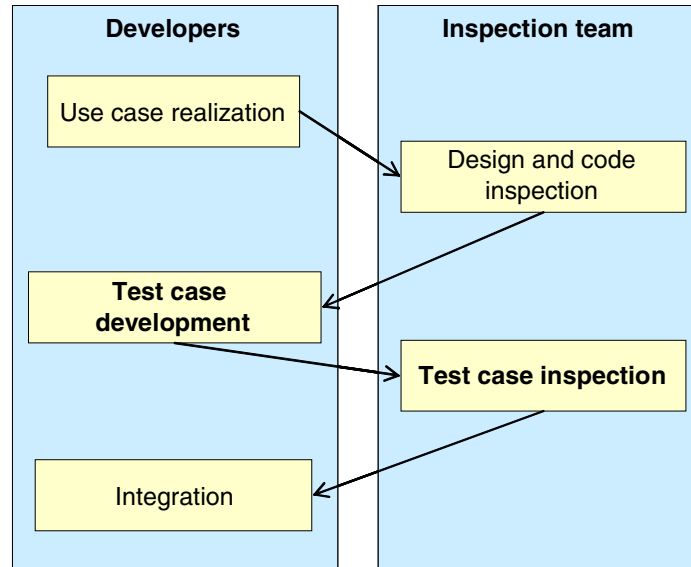 Developers
Inspection team
Use case realization
Design and code
inspection
Test case
development
Test case inspection
Integration